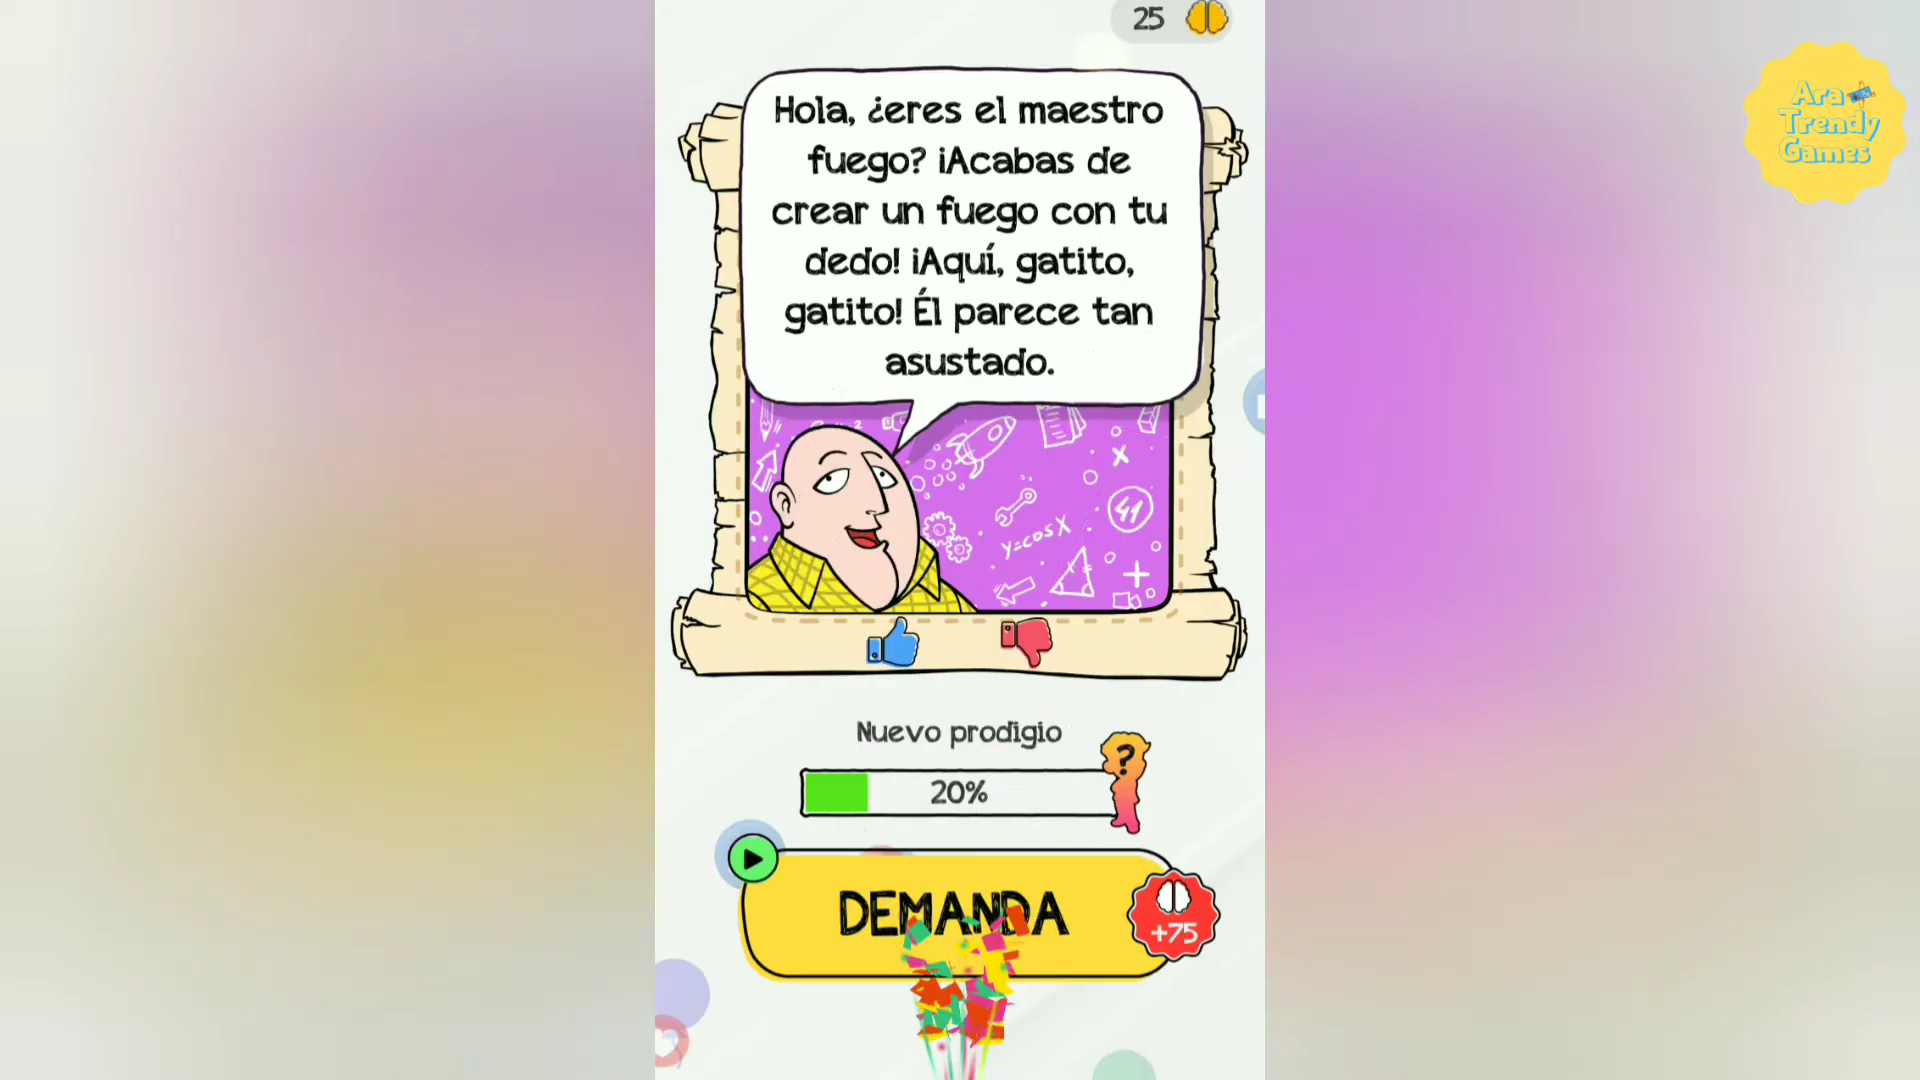 25
Ara
Trendy
Games
Hola, ¿eres el maestro
fuego? ¡Acabas de
crear un fuego con tu
dedo! ¡Aquí, gatito,
gatito! Él parece tan
asustado.
X
41
y=cosX
+
Nuevo prodigio
?
20%
DEMANDA
+75